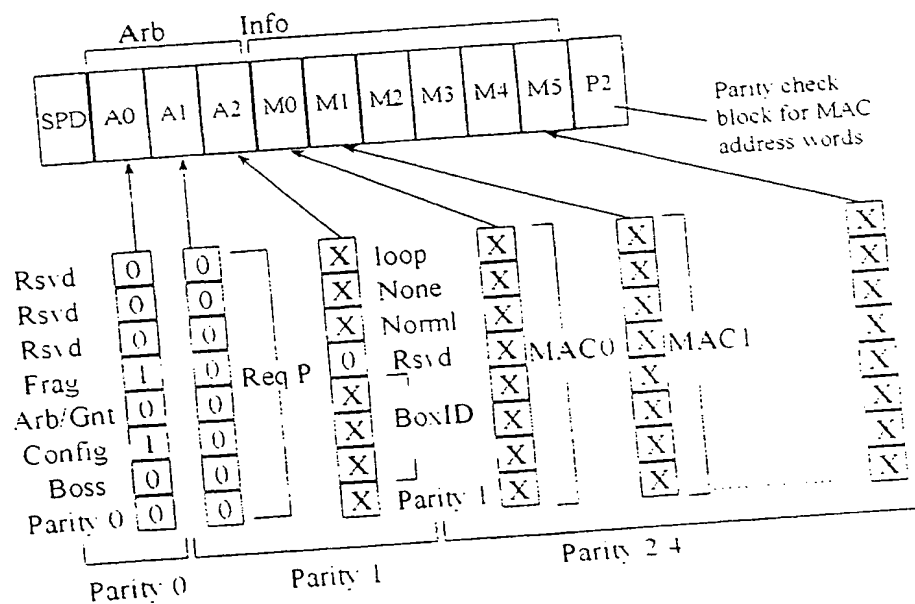 Arb Info
SPD A0 A1 A2 M0 M1 M2 M3 M4 M5 P2
Parity check
block for MAC
address words
Rsvd 0 0 X loop X X X
Rsvd 0 0 X None X X X
Rsvd 0 0 X Norml X X X
Frag 1 0 0 Rsvd X X X
Arb/Gnt 0 0 X X X X
Config 1 0 X X X X
Boss 0 0 X X X X
Parity 0 0 0 X Parity 1 X X X
Req P
BoxID
MAC0
MAC1
Parity 0
Parity 1
Parity 2-4